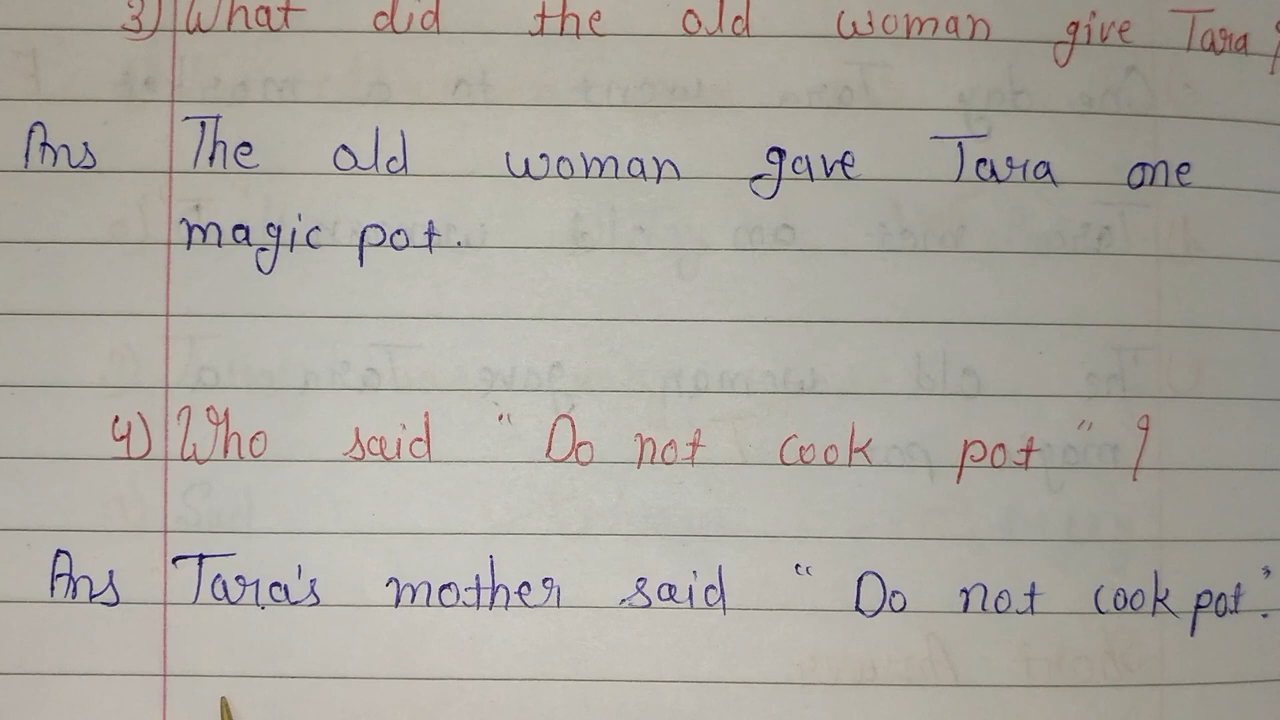 3) What did the old woman give Tara?
Ans The old woman gave Tara one
magic pot.
4) Who said " Do not cook pot " ?
Ans Tara's mother said " Do not cook pot".